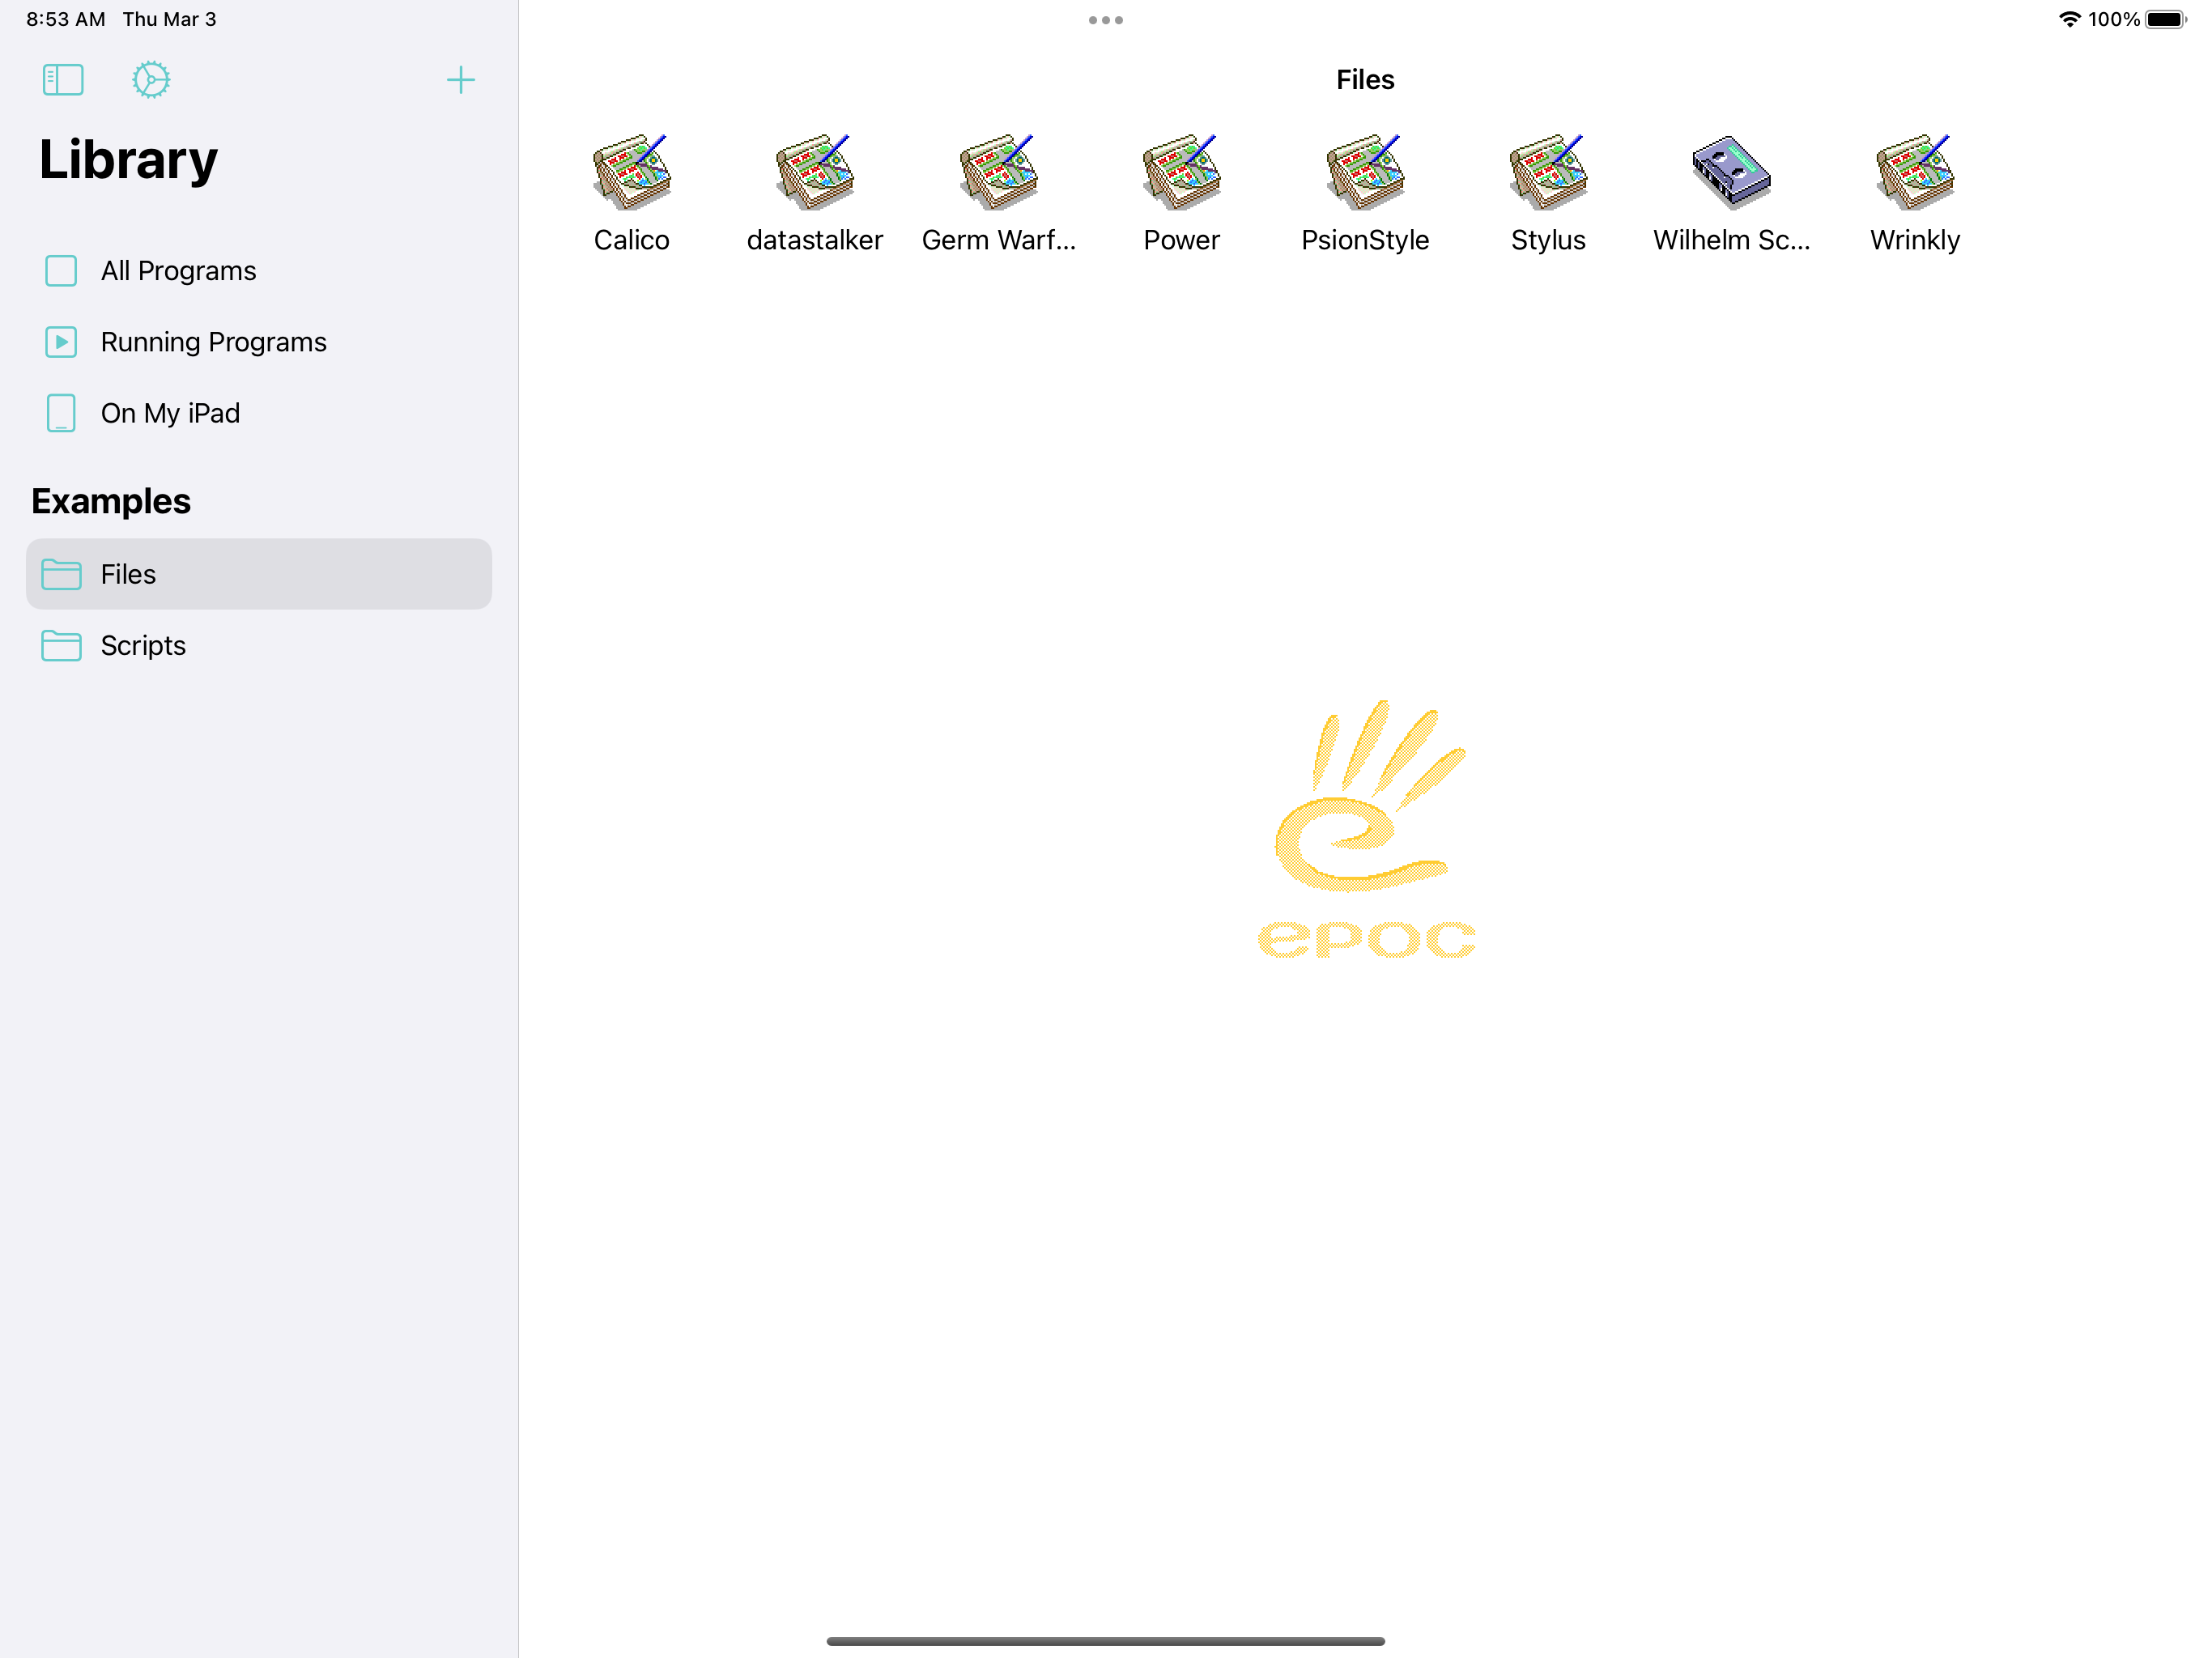 8:53 AM Thu Mar 3
100%
Library
All Programs
Running Programs
On My iPad
Examples
Files
Scripts
Files
Calico
datastalker
Germ Warf...
Power
PsionStyle
Stylus
Wilhelm Sc...
Wrinkly
epoc